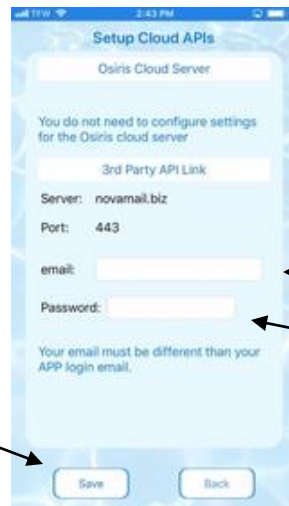 TFW 2:43 PM
Setup Cloud APIs
Osiris Cloud Server
You do not need to configure settings
for the Osiris cloud server
3rd Party API Link
Server: novamail.biz
Port: 443
email:
Password:
Your email must be different than your
APP login email.
Save Back